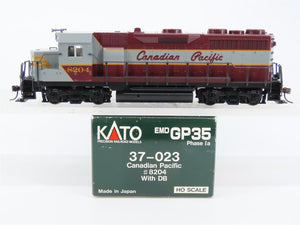 8204
Canadian Pacific
KATO
PRECISION RAILROAD MODELS
EMD GP35
Phase Ia
37-023
Canadian Pacific
#8204
With DB
Made in Japan
HO SCALE